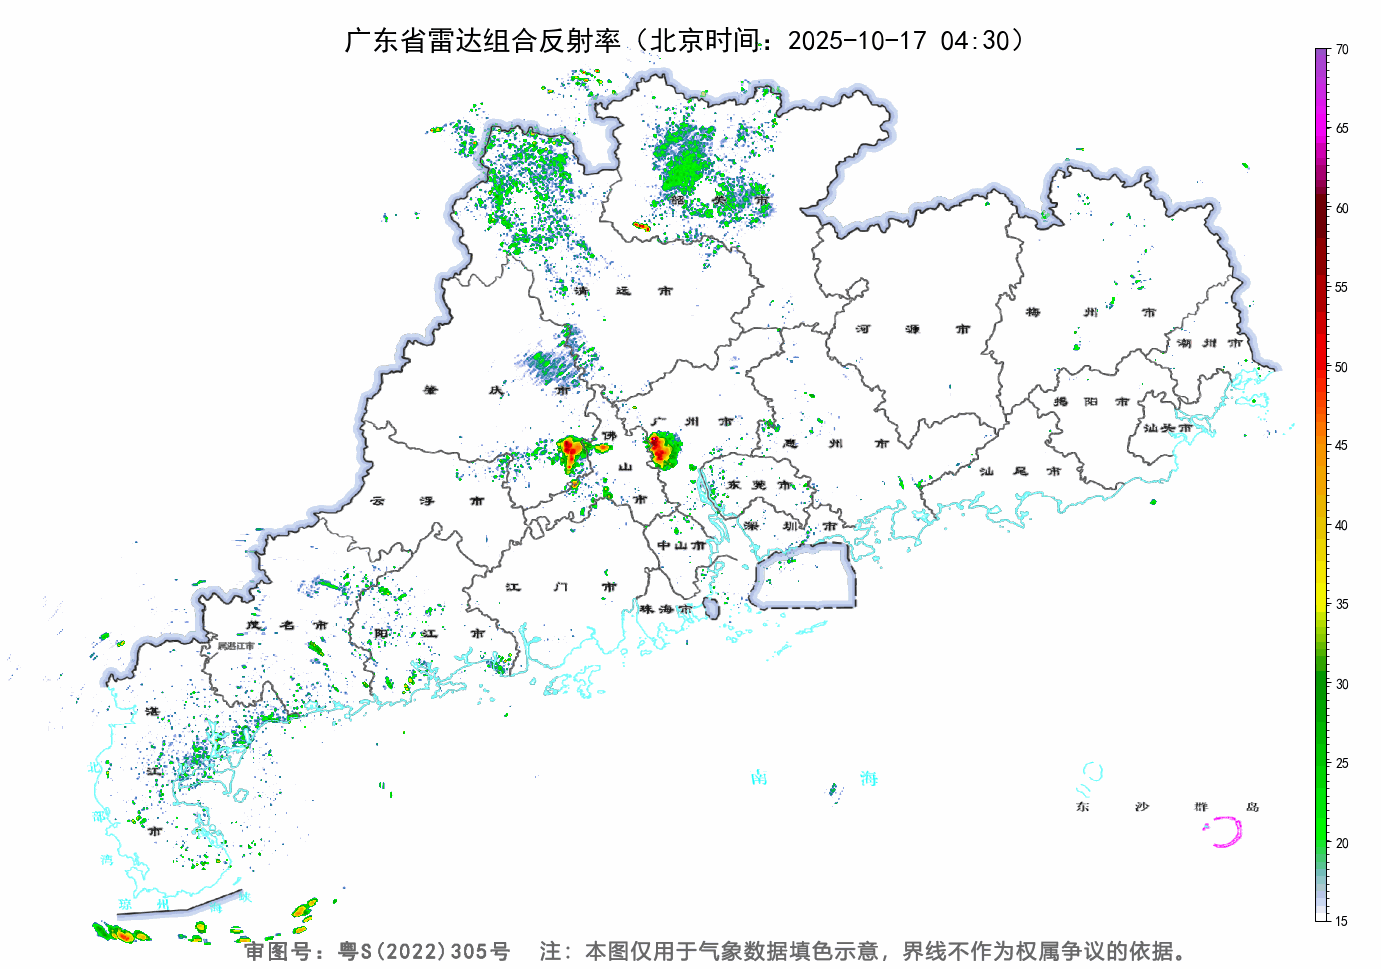 广东省雷达组合反射率（北京时间：2025-10-17 04:30）
70
65
60
55
50
45
40
35
30
25
20
15
韶关市
清远市
河源市
梅州市
潮州市
肇庆市
广州市
佛山市
惠州市
揭阳市
汕头市
汕尾市
东莞市
云浮市
深圳市
中山市
江门市
珠海市
茂名市
阳江市
属湛江市
湛江市
北部湾
南海
东沙群岛
琼州海峡
审图号：粤S(2022)305号 注：本图仅用于气象数据填色示意，界线不作为权属争议的依据。